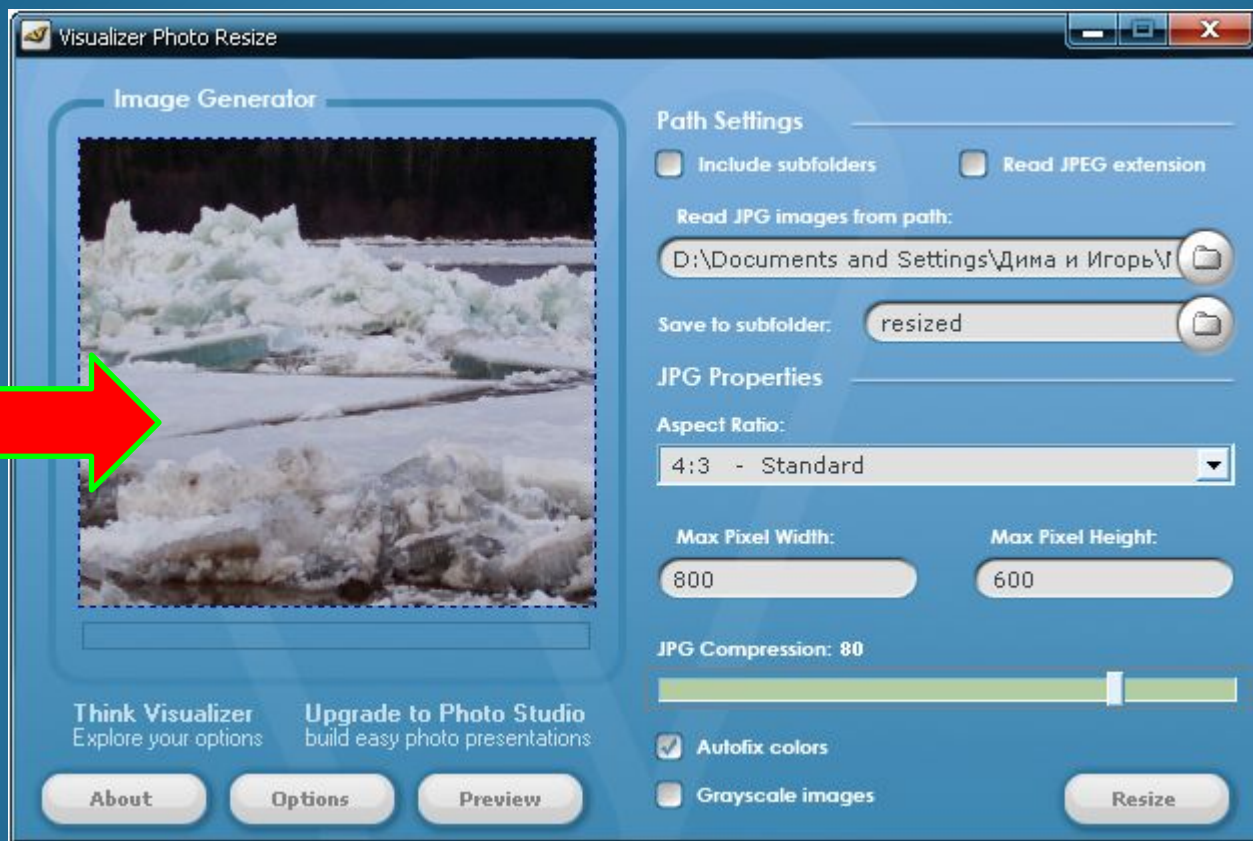 Visualizer Photo Resize
Image Generator
Path Settings
Include subfolders
Read JPEG extension
Read JPG images from path:
D:\Documents and Settings\Дима и Игорь\
Save to subfolder:
resized
JPG Properties
Aspect Ratio:
4:3 - Standard
Max Pixel Width:
Max Pixel Height:
800
600
JPG Compression: 80
Think Visualizer
Explore your options
Upgrade to Photo Studio
build easy photo presentations
Autofix colors
Grayscale images
About
Options
Preview
Resize